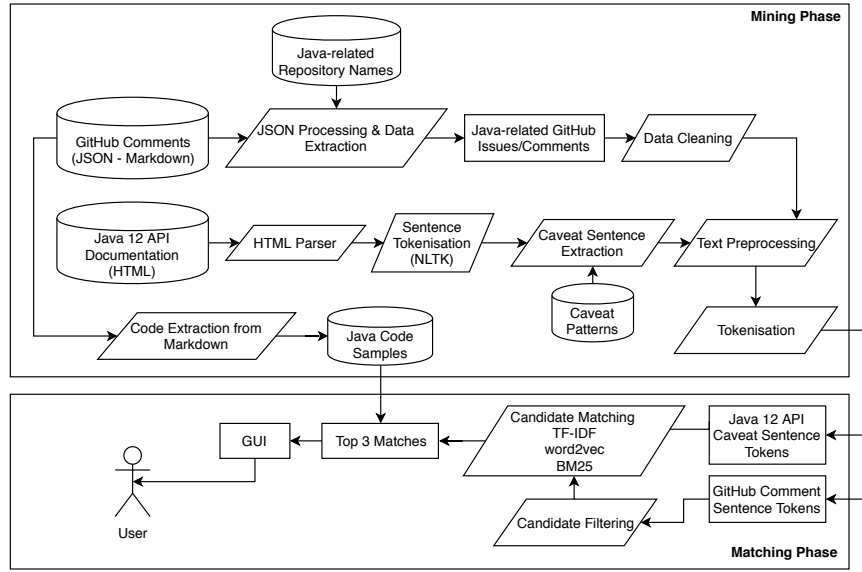 Mining Phase
Java-related
Repository Names
GitHub Comments
(JSON - Markdown)
JSON Processing & Data
Extraction
Java-related GitHub
Issues/Comments
Data Cleaning
Java 12 API
Documentation
(HTML)
HTML Parser
Sentence
Tokenisation
(NLTK)
Caveat Sentence
Extraction
Text Preprocessing
Caveat
Patterns
Code Extraction from
Markdown
Java Code
Samples
Tokenisation
GUI
Top 3 Matches
Candidate Matching
TF-IDF
word2vec
BM25
Java 12 API
Caveat Sentence
Tokens
User
Candidate Filtering
GitHub Comment
Sentence Tokens
Matching Phase